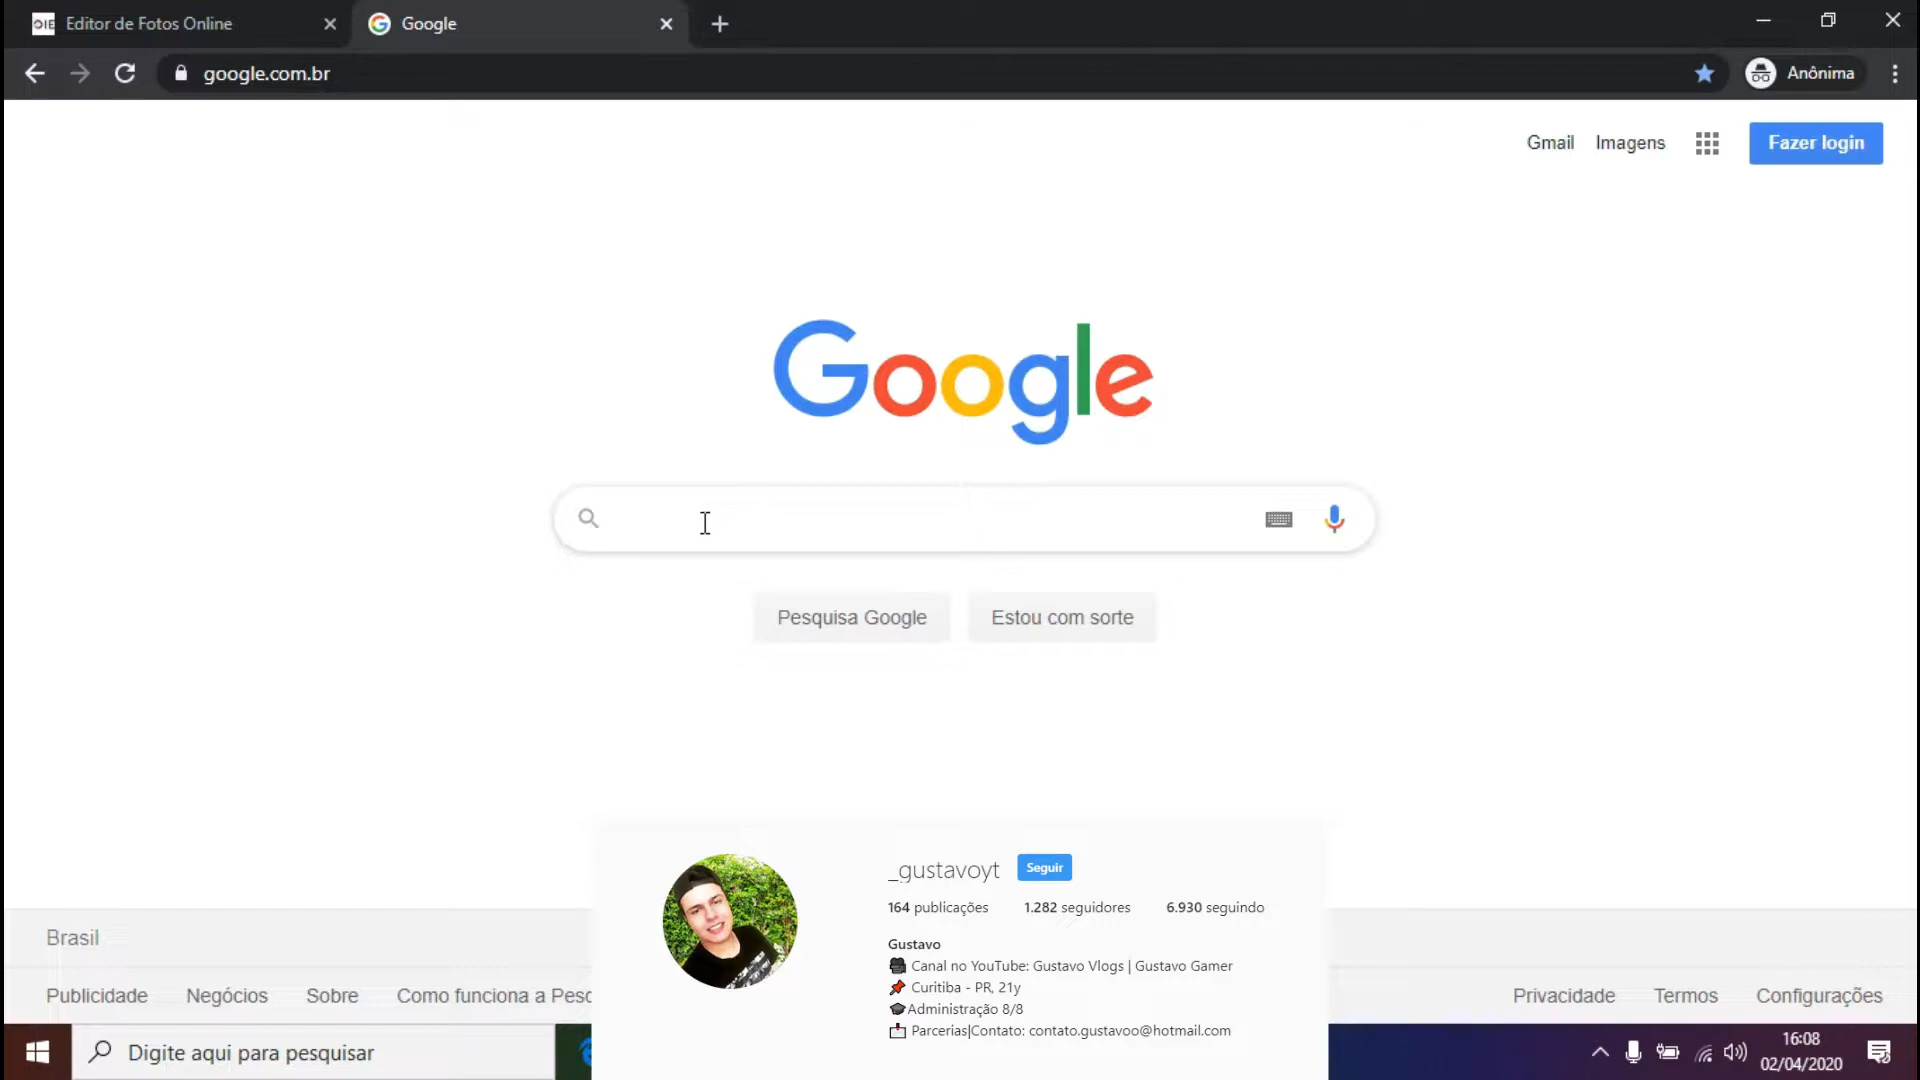 Editor de Fotos Online
Google
google.com.br
Anônima
Gmail
Imagens
Fazer login
Google
Pesquisa Google
Estou com sorte
_gustavoyt
Seguir
164 publicações
1.282 seguidores
6.930 seguindo
Gustavo
Canal no YouTube: Gustavo Vlogs | Gustavo Gamer
Curitiba - PR, 21y
Administração 8/8
Parcerias|Contato: contato.gustavoo@hotmail.com
Brasil
Publicidade
Negócios
Sobre
Como funciona a Pesq
Privacidade
Termos
Configurações
Digite aqui para pesquisar
16:08
02/04/2020